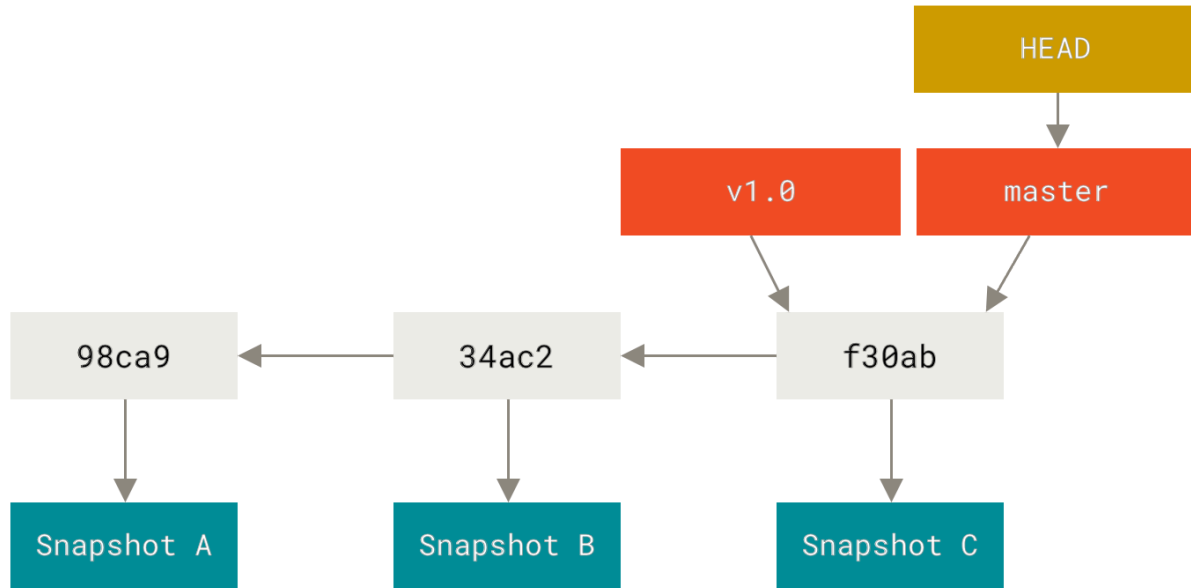 HEAD
v1.0
master
98ca9
34ac2
f30ab
Snapshot A
Snapshot B
Snapshot C